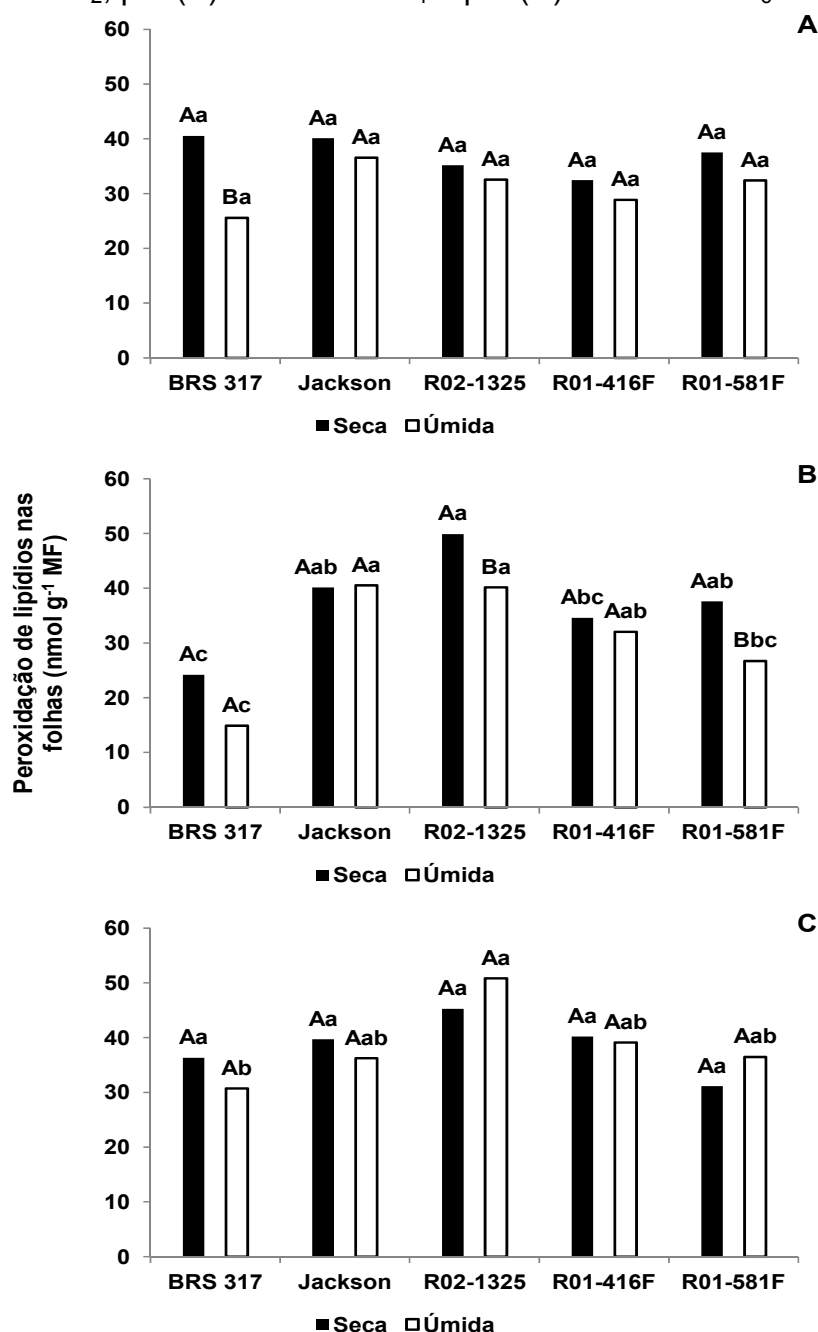 A
60
50
40
30
20
10
0
Aa Ba Aa Aa Aa Aa Aa Aa Aa Aa
BRS 317 Jackson R02-1325 R01-416F R01-581F
Seca Úmida
Peroxidação de lipídios nas
folhas (nmol g⁻¹ MF)
B
60
50
40
30
20
10
0
Ac Ac Aab Aa Aa Ba Abc Aab Aab Bbc
BRS 317 Jackson R02-1325 R01-416F R01-581F
Seca Úmida
C
60
50
40
30
20
10
0
Aa Ab Aa Aab Aa Aa Aa Aab Aa Aab
BRS 317 Jackson R02-1325 R01-416F R01-581F
Seca Úmida